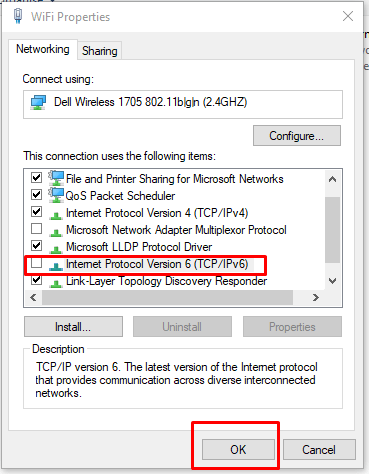 WiFi Properties
Networking
Sharing
Connect using:
Dell Wireless 1705 802.11b|g|n (2.4GHZ)
Configure...
This connection uses the following items:
File and Printer Sharing for Microsoft Networks
QoS Packet Scheduler
Internet Protocol Version 4 (TCP/IPv4)
Microsoft Network Adapter Multiplexor Protocol
Microsoft LLDP Protocol Driver
Internet Protocol Version 6 (TCP/IPv6)
Link-Layer Topology Discovery Responder
Install...
Uninstall
Properties
Description
TCP/IP version 6. The latest version of the Internet protocol
that provides communication across diverse interconnected
networks.
OK
Cancel